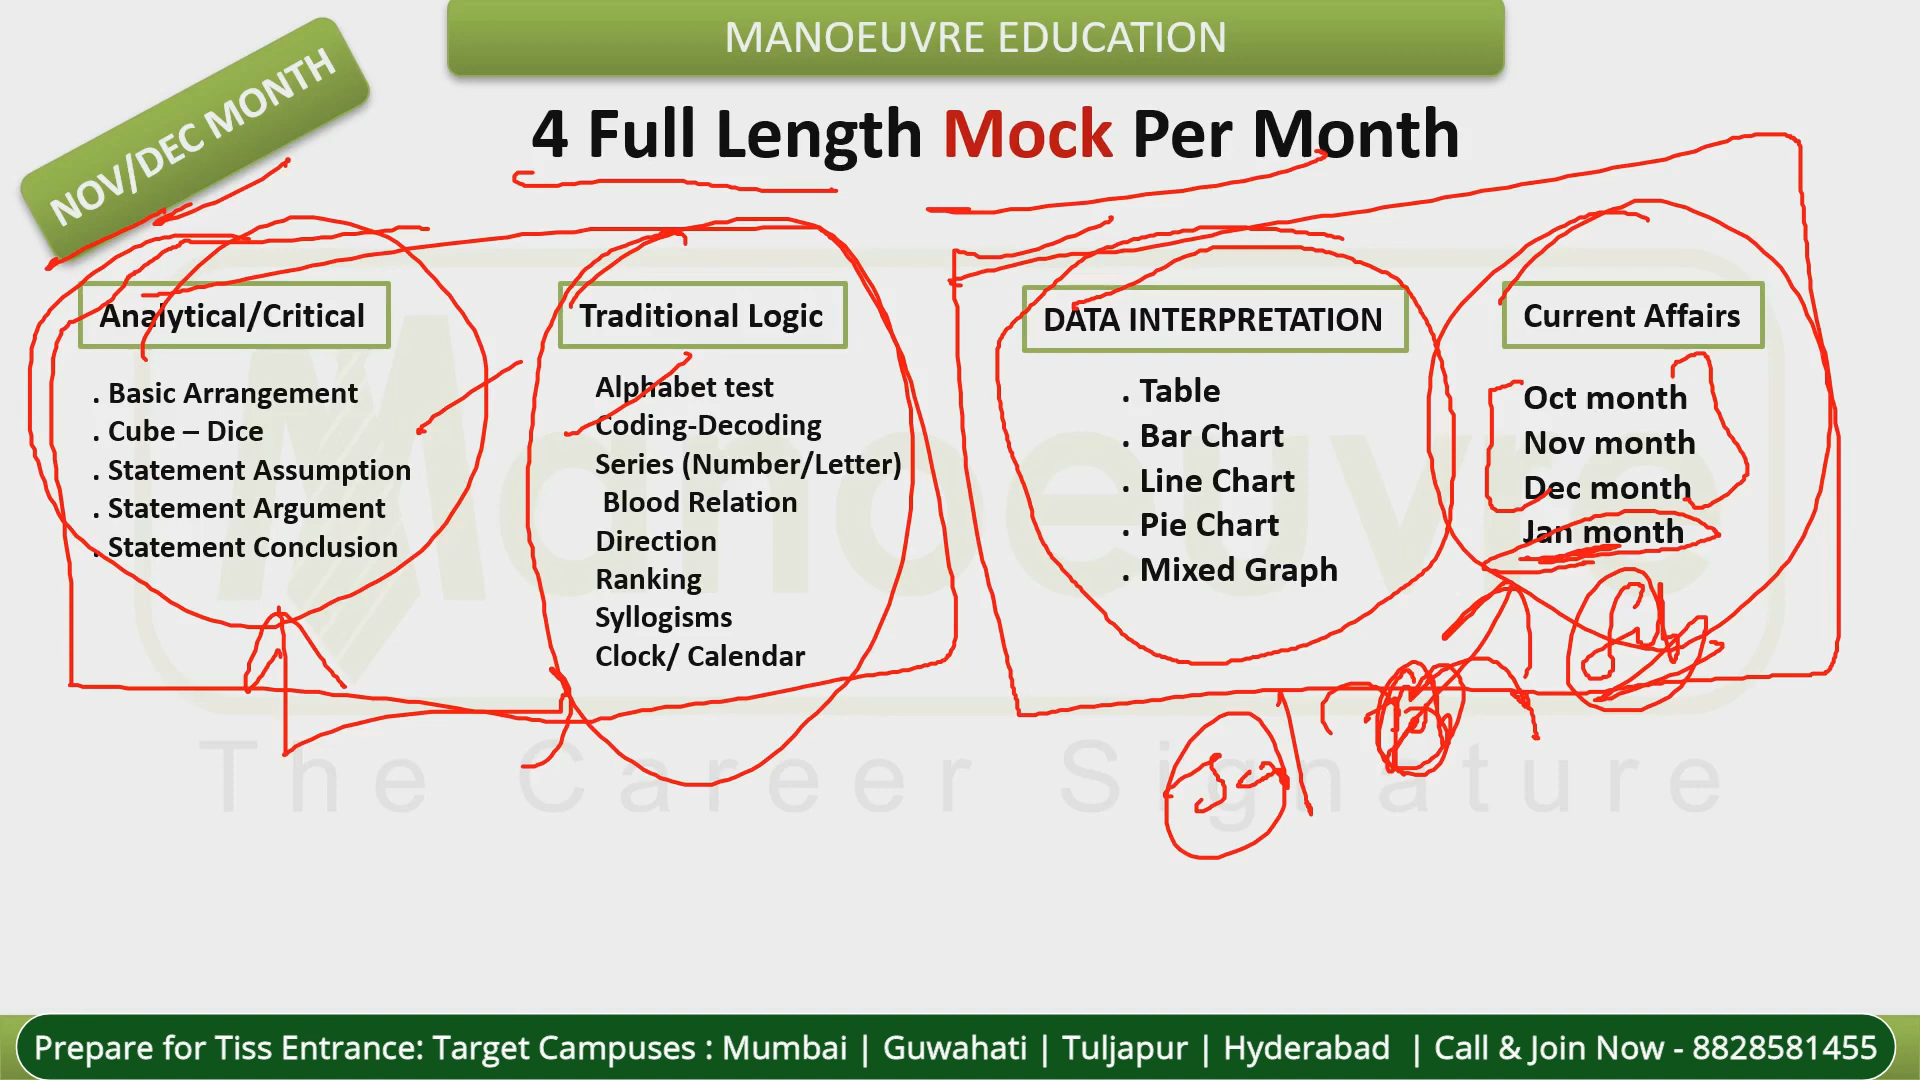 MANOEUVRE EDUCATION
NOV/DEC MONTH
4 Full Length Mock Per Month
Analytical/Critical
. Basic Arrangement
. Cube – Dice
. Statement Assumption
. Statement Argument
. Statement Conclusion
Traditional Logic
Alphabet test
Coding-Decoding
Series (Number/Letter)
Blood Relation
Direction
Ranking
Syllogisms
Clock/ Calendar
DATA INTERPRETATION
. Table
. Bar Chart
. Line Chart
. Pie Chart
. Mixed Graph
Current Affairs
Oct month
Nov month
Dec month
Jan month
Manoeuvre
The Career Signature
Prepare for Tiss Entrance: Target Campuses : Mumbai | Guwahati | Tuljapur | Hyderabad | Call & Join Now - 8828581455